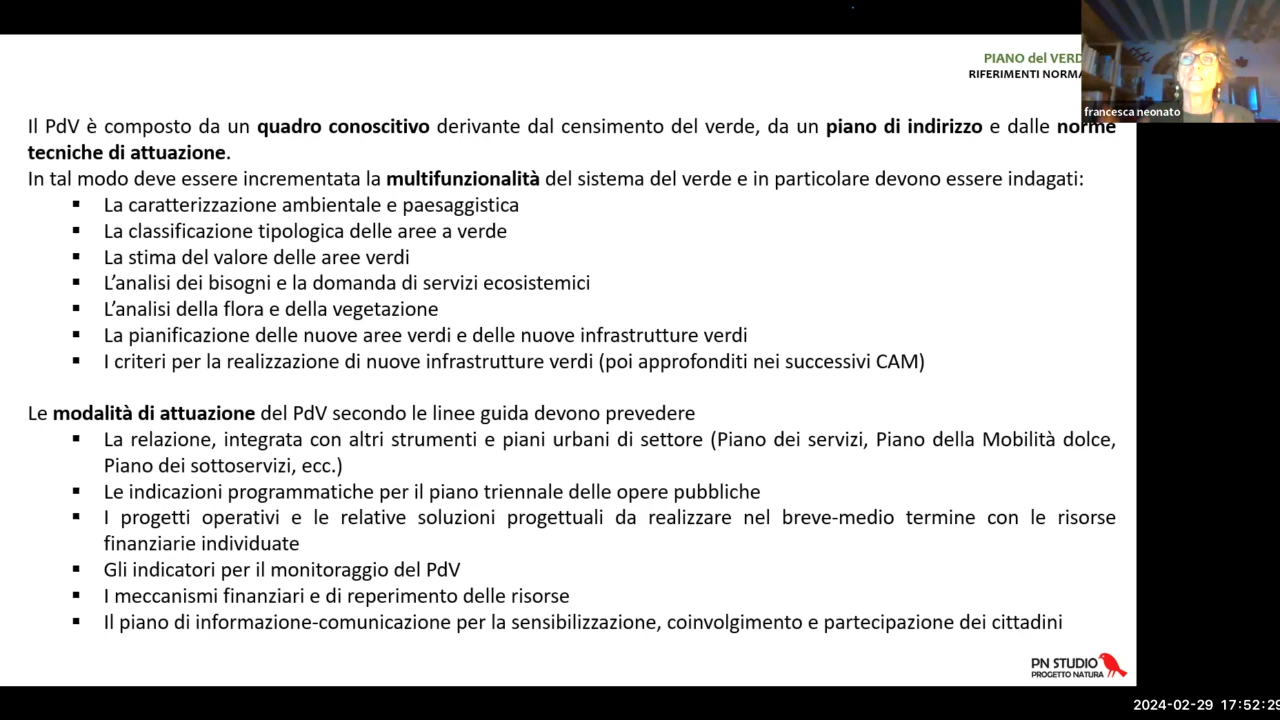 PIANO del VERD
RIFERIMENTI NORMA
francesca neonato
Il PdV è composto da un quadro conoscitivo derivante dal censimento del verde, da un piano di indirizzo e dalle norme
tecniche di attuazione.
In tal modo deve essere incrementata la multifunzionalità del sistema del verde e in particolare devono essere indagati:
▪ La caratterizzazione ambientale e paesaggistica
▪ La classificazione tipologica delle aree a verde
▪ La stima del valore delle aree verdi
▪ L’analisi dei bisogni e la domanda di servizi ecosistemici
▪ L’analisi della flora e della vegetazione
▪ La pianificazione delle nuove aree verdi e delle nuove infrastrutture verdi
▪ I criteri per la realizzazione di nuove infrastrutture verdi (poi approfonditi nei successivi CAM)
Le modalità di attuazione del PdV secondo le linee guida devono prevedere
▪ La relazione, integrata con altri strumenti e piani urbani di settore (Piano dei servizi, Piano della Mobilità dolce,
Piano dei sottoservizi, ecc.)
▪ Le indicazioni programmatiche per il piano triennale delle opere pubbliche
▪ I progetti operativi e le relative soluzioni progettuali da realizzare nel breve-medio termine con le risorse
finanziarie individuate
▪ Gli indicatori per il monitoraggio del PdV
▪ I meccanismi finanziari e di reperimento delle risorse
▪ Il piano di informazione-comunicazione per la sensibilizzazione, coinvolgimento e partecipazione dei cittadini
PN STUDIO
PROGETTO NATURA
2024-02-29 17:52:29